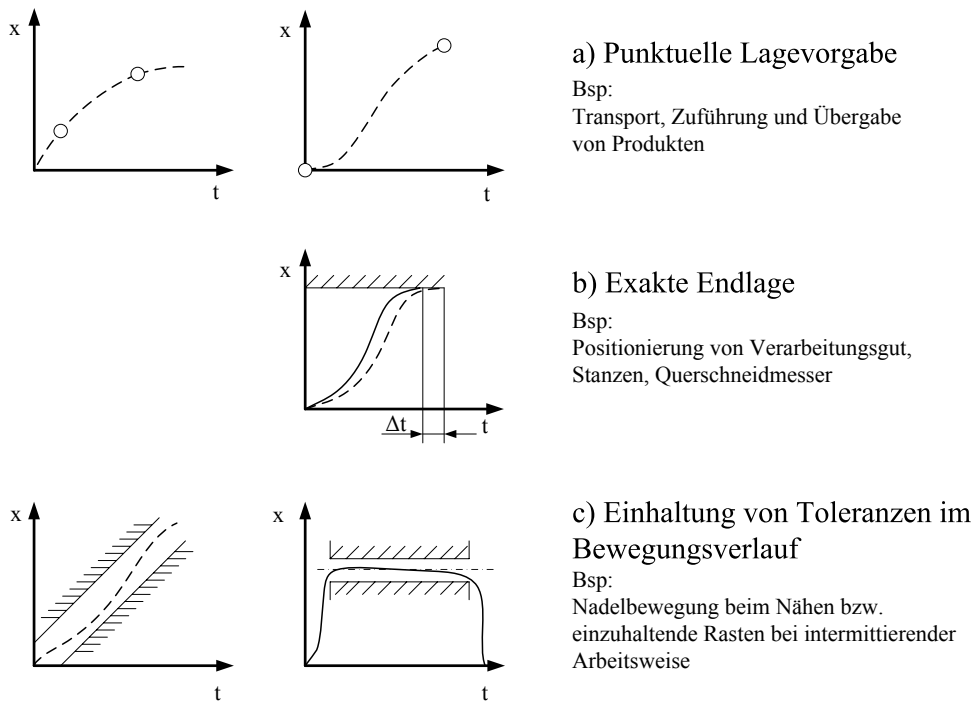 x
t
x
t
a) Punktuelle Lagevorgabe
Bsp:
Transport, Zuführung und Übergabe
von Produkten
x
Δt
t
b) Exakte Endlage
Bsp:
Positionierung von Verarbeitungsgut,
Stanzen, Querschneidmesser
x
t
x
t
c) Einhaltung von Toleranzen im
Bewegungsverlauf
Bsp:
Nadelbewegung beim Nähen bzw.
einzuhaltende Rasten bei intermittierender
Arbeitsweise